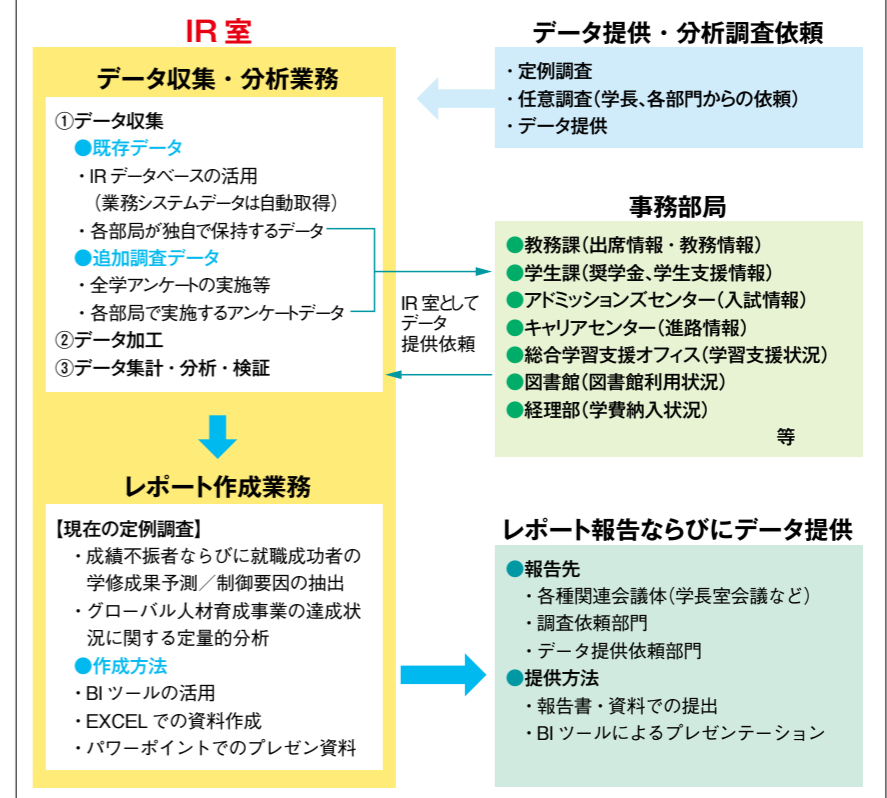 IR 室
データ収集・分析業務
①データ収集
●既存データ
・IR データベースの活用
（業務システムデータは自動取得）
・各部局が独自で保持するデータ
●追加調査データ
・全学アンケートの実施等
・各部局で実施するアンケートデータ
②データ加工
③データ集計・分析・検証
レポート作成業務
【現在の定例調査】
・成績不振者ならびに就職成功者の
学修成果予測／制御要因の抽出
・グローバル人材育成事業の達成状
況に関する定量的分析
●作成方法
・BI ツールの活用
・EXCEL での資料作成
・パワーポイントでのプレゼン資料
データ提供・分析調査依頼
・定例調査
・任意調査（学長、各部門からの依頼）
・データ提供
IR 室として
データ
提供依頼
事務部局
●教務課（出席情報・教務情報）
●学生課（奨学金、学生支援情報）
●アドミッションズセンター（入試情報）
●キャリアセンター（進路情報）
●総合学習支援オフィス（学習支援状況）
●図書館（図書館利用状況）
●経理部（学費納入状況）
等
レポート報告ならびにデータ提供
●報告先
・各種関連会議体（学長室会議など）
・調査依頼部門
・データ提供依頼部門
●提供方法
・報告書・資料での提出
・BI ツールによるプレゼンテーション